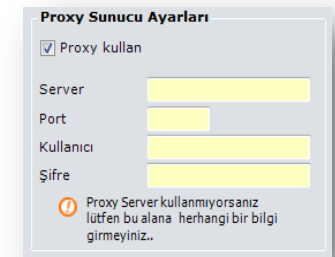 Proxy Sunucu Ayarları
Proxy kullan
Server
Port
Kullanıcı
Şifre
Proxy Server kullanmıyorsanız
lütfen bu alana herhangi bir bilgi
girmeyiniz..